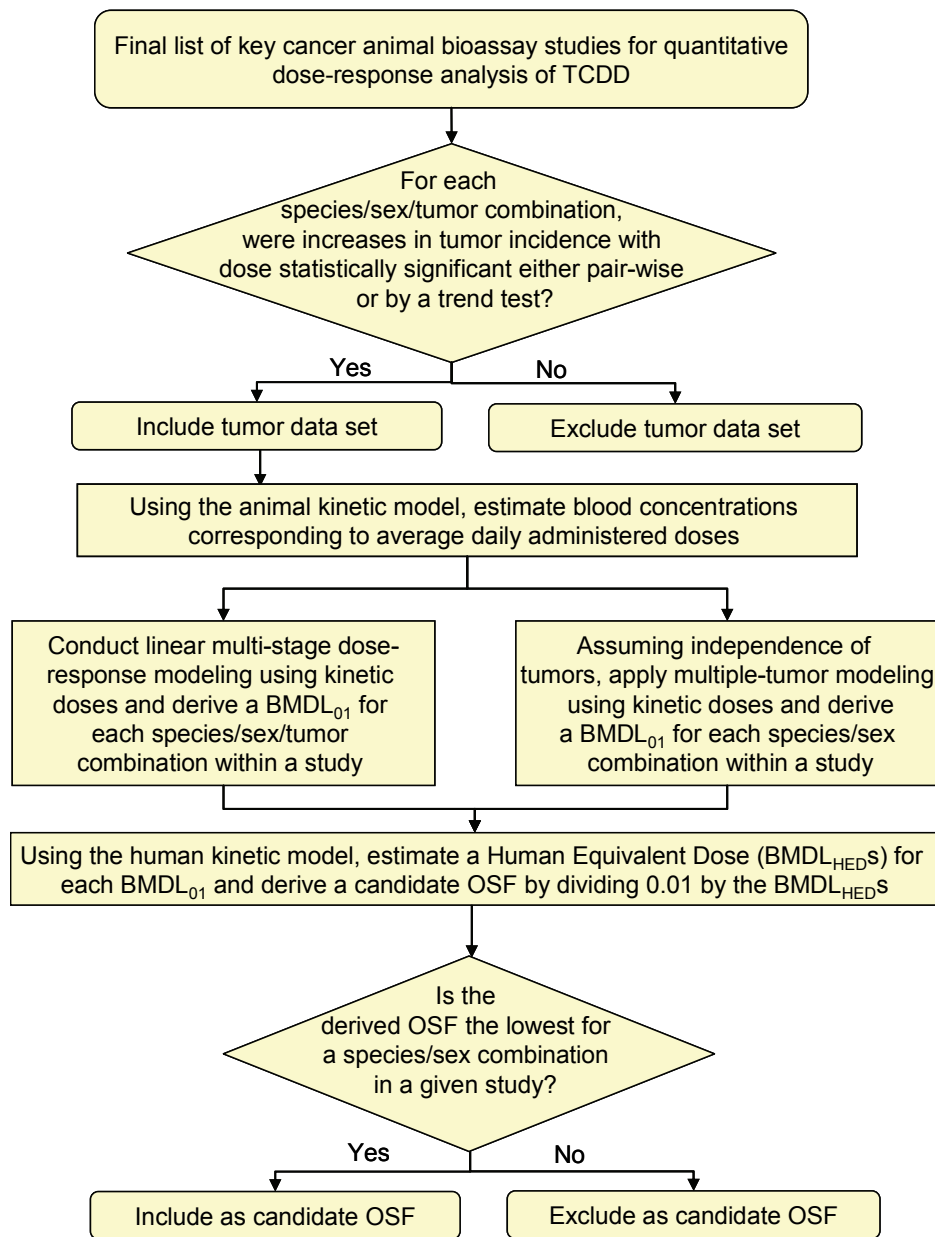 Final list of key cancer animal bioassay studies for quantitative
dose-response analysis of TCDD
For each
species/sex/tumor combination,
were increases in tumor incidence with
dose statistically significant either pair-wise
or by a trend test?
Yes
No
Include tumor data set
Exclude tumor data set
Using the animal kinetic model, estimate blood concentrations
corresponding to average daily administered doses
Conduct linear multi-stage dose-
response modeling using kinetic
doses and derive a BMDL₀₁ for
each species/sex/tumor
combination within a study
Assuming independence of
tumors, apply multiple-tumor modeling
using kinetic doses and derive
a BMDL₀₁ for each species/sex
combination within a study
Using the human kinetic model, estimate a Human Equivalent Dose (BMDL_HEDs) for
each BMDL₀₁ and derive a candidate OSF by dividing 0.01 by the BMDL_HEDs
Is the
derived OSF the lowest for
a species/sex combination
in a given study?
Yes
No
Include as candidate OSF
Exclude as candidate OSF